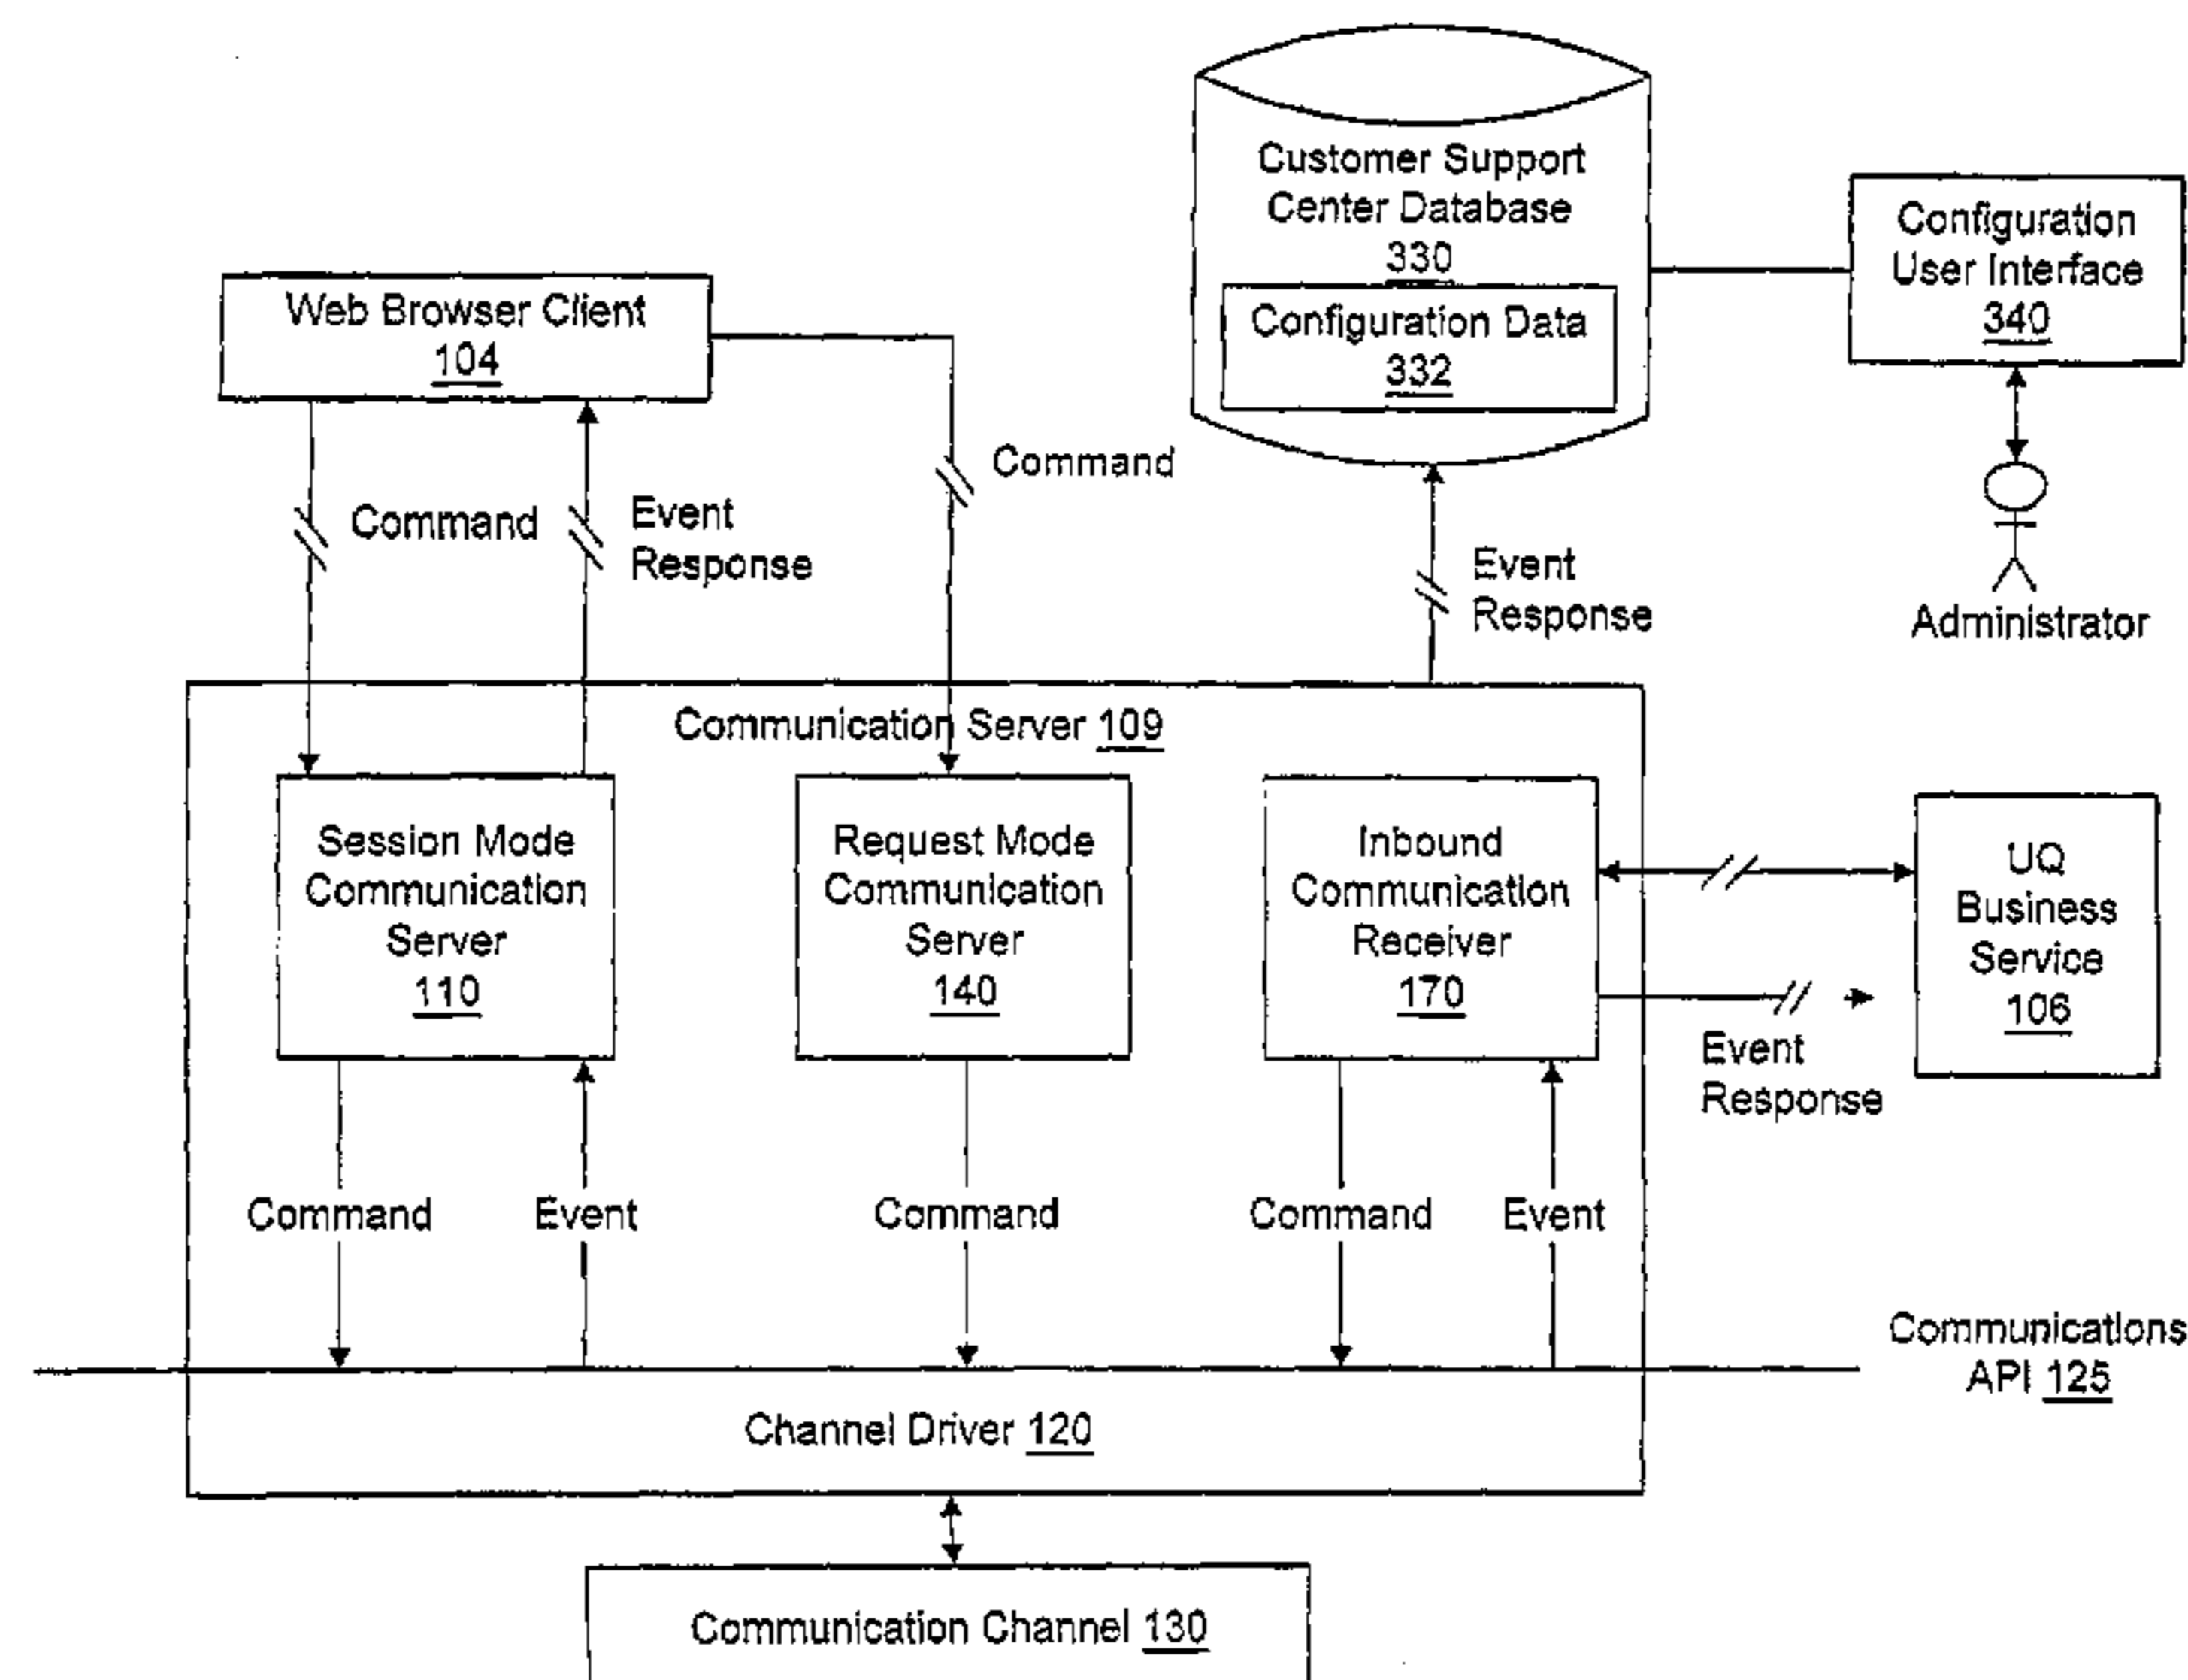 Customer Support
Center Database
330
Configuration Data
332
Configuration
User Interface
340
Administrator
Web Browser Client
104
Command
Event
Response
Command
Event
Response
Communication Server 109
Session Mode
Communication
Server
110
Request Mode
Communication
Server
140
Inbound
Communication
Receiver
170
UQ
Business
Service
106
Event
Response
Command
Event
Command
Command
Event
Communications
API 125
Channel Driver 120
Communication Channel 130